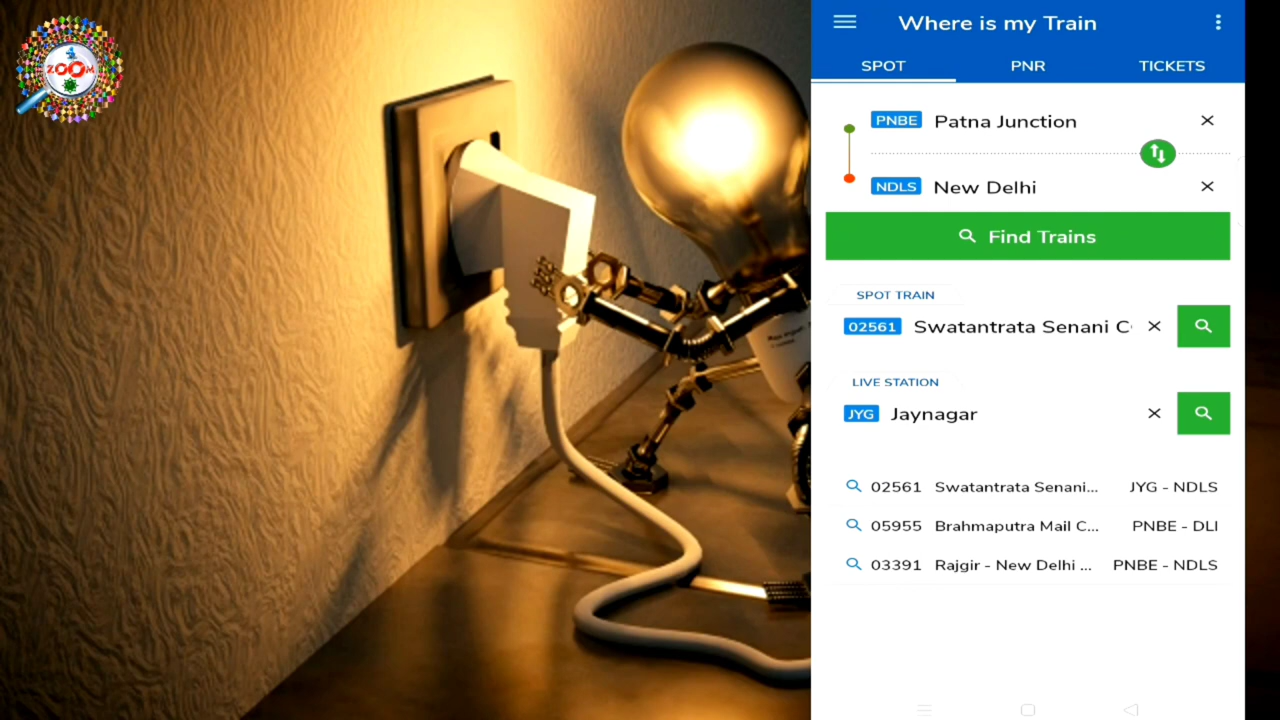 ZOOM
Where is my Train
SPOT PNR TICKETS
PNBE Patna Junction
NDLS New Delhi
Find Trains
SPOT TRAIN
02561 Swatantrata Senani C
LIVE STATION
JYG Jaynagar
02561 Swatantrata Senani... JYG - NDLS
05955 Brahmaputra Mail C... PNBE - DLI
03391 Rajgir - New Delhi ... PNBE - NDLS